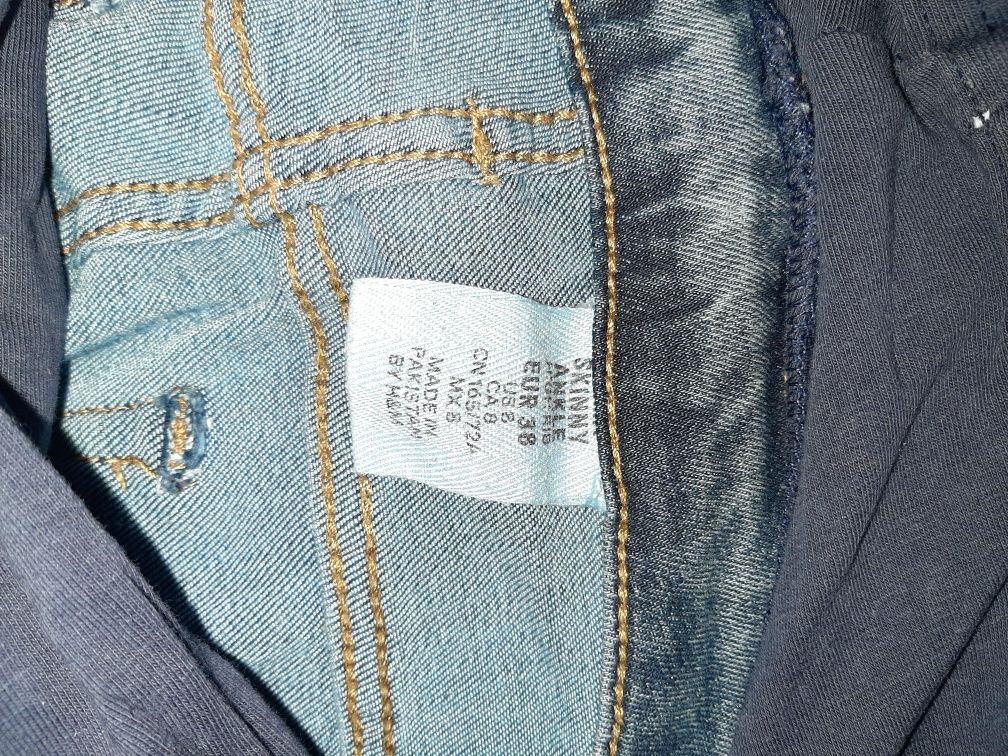 SKINNY
ANKLE
EUR 38
US 8
CA 8
CN 165/72A
MX 8
MADE IN
PAKISTAN
BY H&M